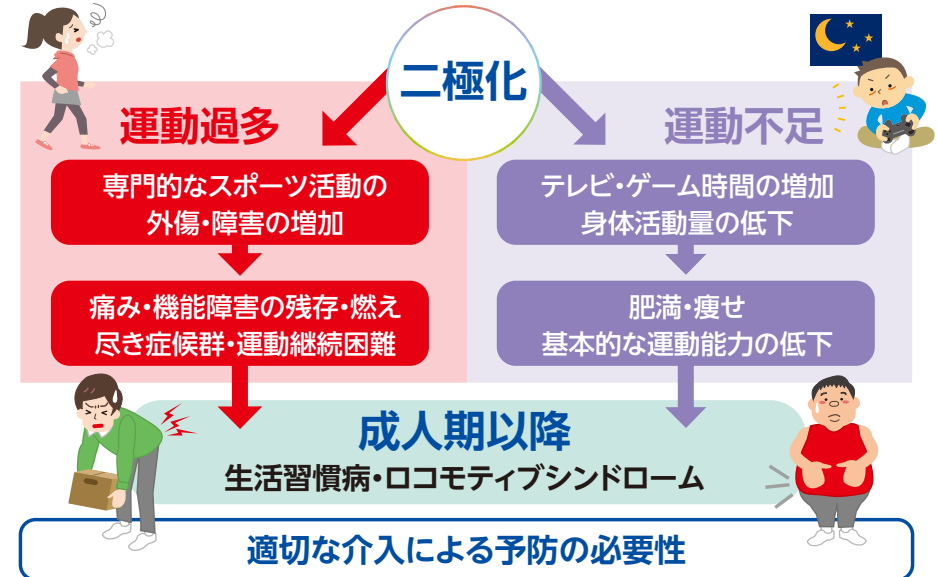 二極化
運動過多
専門的なスポーツ活動の
外傷・障害の増加
痛み・機能障害の残存・燃え
尽き症候群・運動継続困難
運動不足
テレビ・ゲーム時間の増加
身体活動量の低下
肥満・痩せ
基本的な運動能力の低下
成人期以降
生活習慣病・ロコモティブシンドローム
適切な介入による予防の必要性